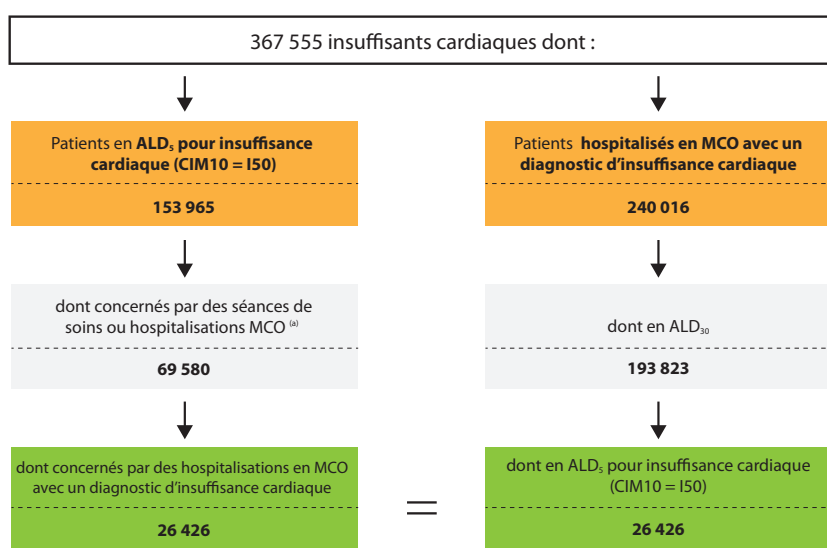 367 555 insuffisants cardiaques dont :
Patients en ALD₅ pour insuffisance
cardiaque (CIM10 = I50)
153 965
Patients hospitalisés en MCO avec un
diagnostic d'insuffisance cardiaque
240 016
dont concernés par des séances de
soins ou hospitalisations MCO (a)
69 580
dont en ALD₃₀
193 823
dont concernés par des hospitalisations en MCO
avec un diagnostic d'insuffisance cardiaque
26 426
=
dont en ALD₅ pour insuffisance cardiaque
(CIM10 = I50)
26 426